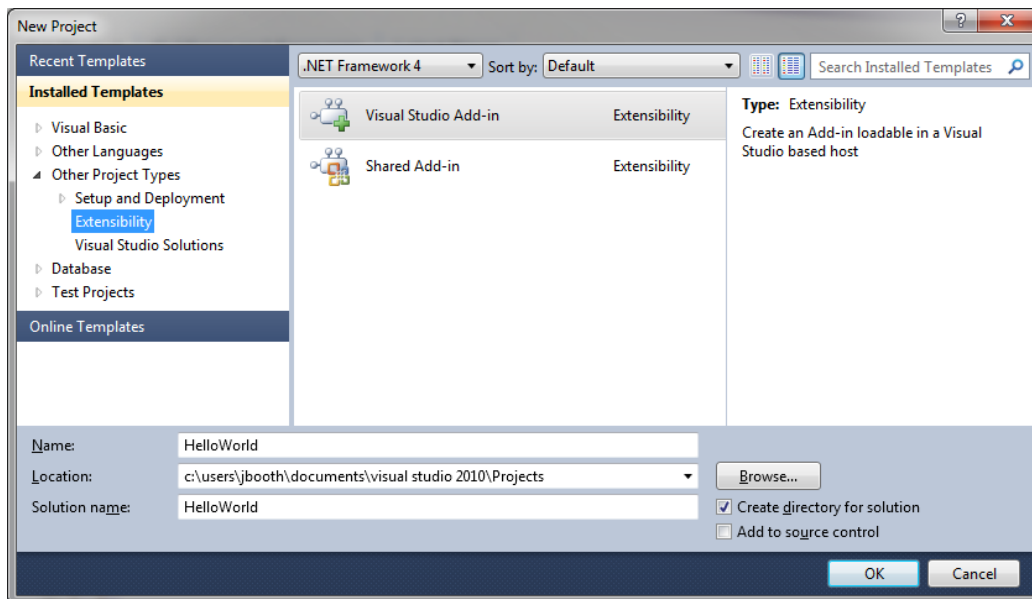 New Project
Recent Templates
Installed Templates
Visual Basic
Other Languages
Other Project Types
Setup and Deployment
Extensibility
Visual Studio Solutions
Database
Test Projects
Online Templates
.NET Framework 4 Sort by: Default Search Installed Templates
Visual Studio Add-in Extensibility
Shared Add-in Extensibility
Type: Extensibility
Create an Add-in loadable in a Visual
Studio based host
Name: HelloWorld
Location: c:\users\jbooth\documents\visual studio 2010\Projects Browse...
Solution name: HelloWorld
Create directory for solution
Add to source control
OK Cancel